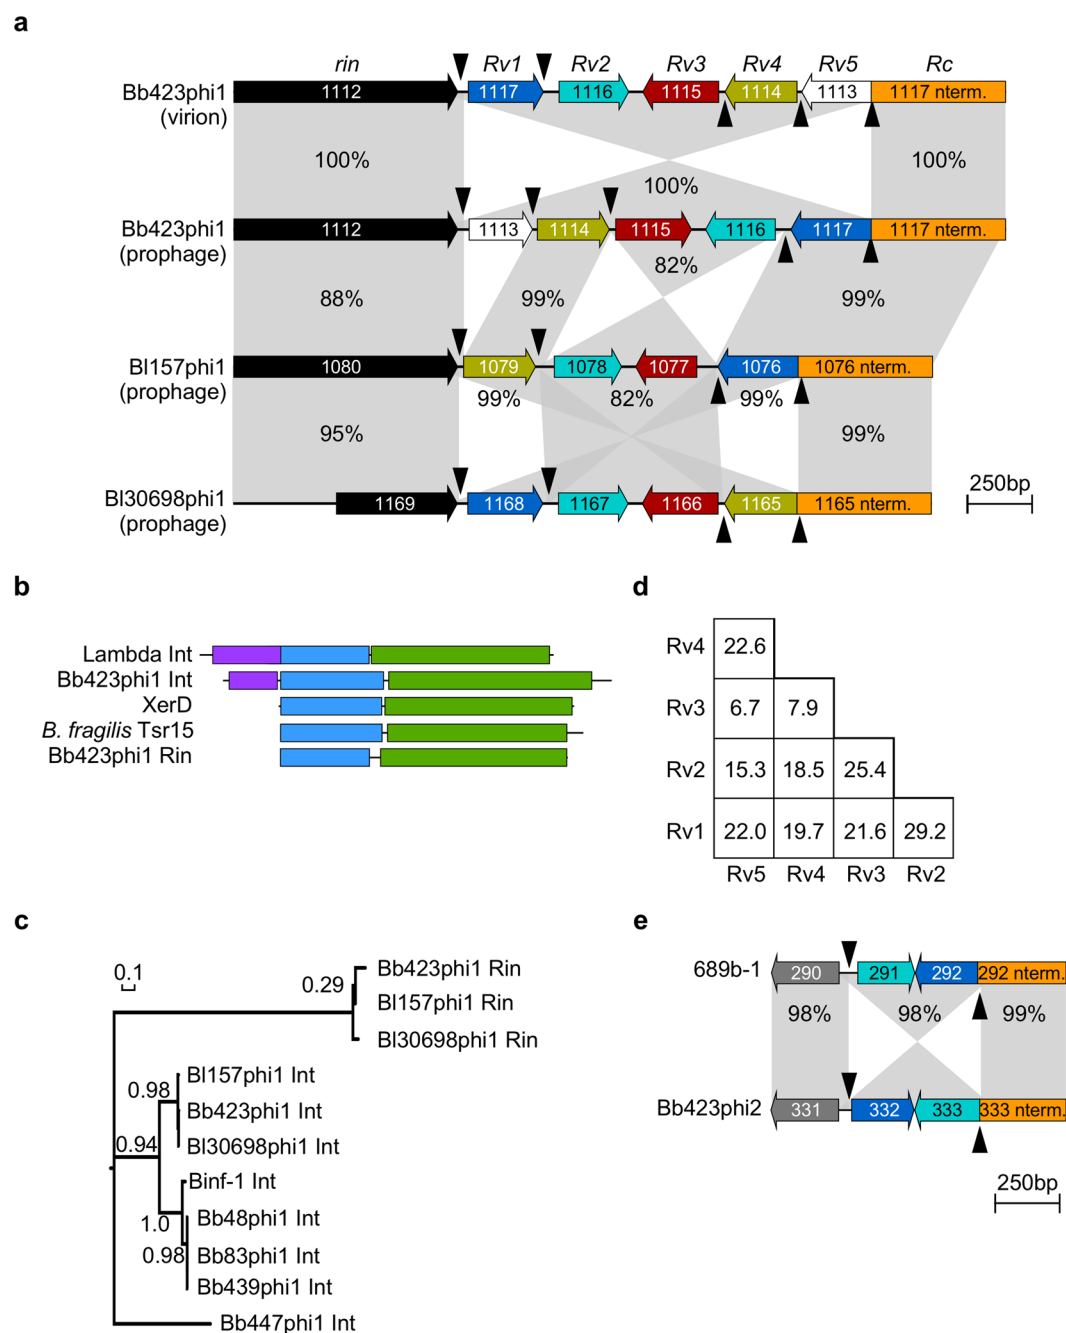 a
rin Rv1 Rv2 Rv3 Rv4 Rv5 Rc
Bb423phi1
(virion)
1112 1117 1116 1115 1114 1113 1117 nterm.
100% 100% 100%
Bb423phi1
(prophage)
1112 1113 1114 1115 1116 1117 1117 nterm.
88% 99% 82% 99%
Bl157phi1
(prophage)
1080 1079 1078 1077 1076 1076 nterm.
99% 82% 99%
95% 99%
Bl30698phi1
(prophage)
1169 1168 1167 1166 1165 1165 nterm.
250bp
b
Lambda Int
Bb423phi1 Int
XerD
B. fragilis Tsr15
Bb423phi1 Rin
d
Rv4 22.6
Rv3 6.7 7.9
Rv2 15.3 18.5 25.4
Rv1 22.0 19.7 21.6 29.2
Rv5 Rv4 Rv3 Rv2
c
0.1
0.29
Bb423phi1 Rin
Bl157phi1 Rin
Bl30698phi1 Rin
Bl157phi1 Int
0.98
Bb423phi1 Int
0.94
Bl30698phi1 Int
Binf-1 Int
1.0
Bb48phi1 Int
0.98
Bb83phi1 Int
Bb439phi1 Int
Bb447phi1 Int
e
689b-1
290 291 292 292 nterm.
98% 98% 99%
Bb423phi2
331 332 333 333 nterm.
250bp